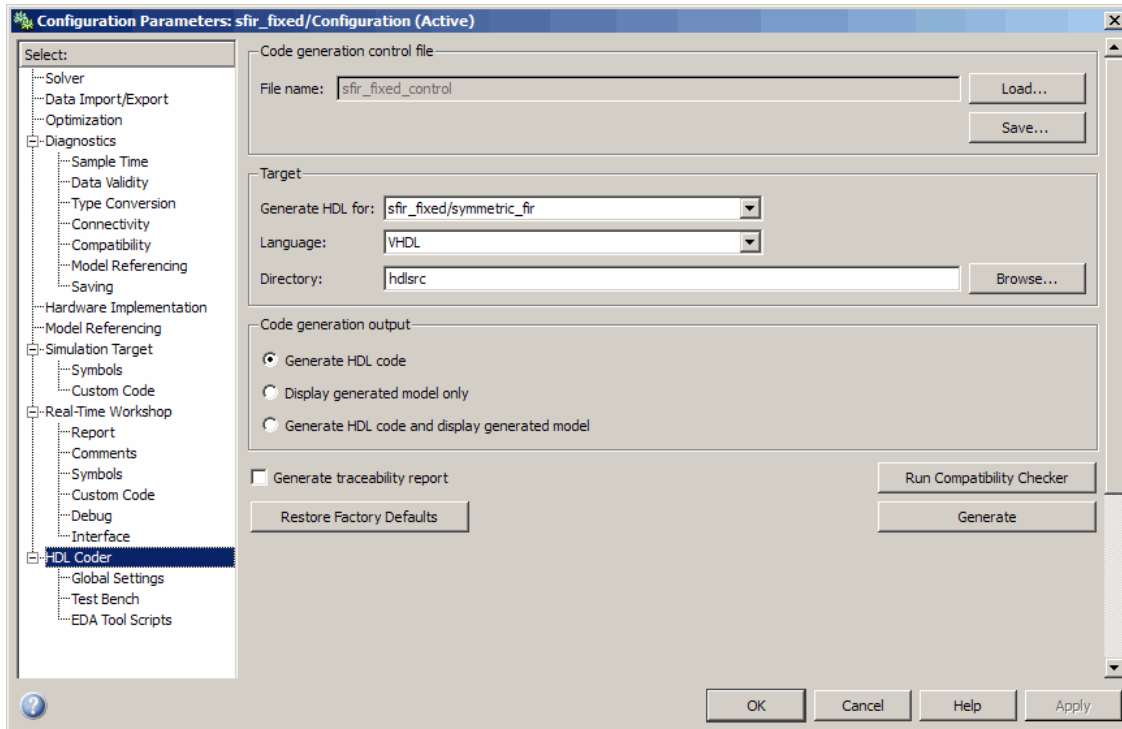 Configuration Parameters: sfir_fixed/Configuration (Active)
Select:
Solver
Data Import/Export
Optimization
Diagnostics
Sample Time
Data Validity
Type Conversion
Connectivity
Compatibility
Model Referencing
Saving
Hardware Implementation
Model Referencing
Simulation Target
Symbols
Custom Code
Real-Time Workshop
Report
Comments
Symbols
Custom Code
Debug
Interface
HDL Coder
Global Settings
Test Bench
EDA Tool Scripts
Code generation control file
File name: sfir_fixed_control
Load...
Save...
Target
Generate HDL for: sfir_fixed/symmetric_fir
Language: VHDL
Directory: hdlsrc
Browse...
Code generation output
Generate HDL code
Display generated model only
Generate HDL code and display generated model
Generate traceability report
Run Compatibility Checker
Restore Factory Defaults
Generate
OK
Cancel
Help
Apply